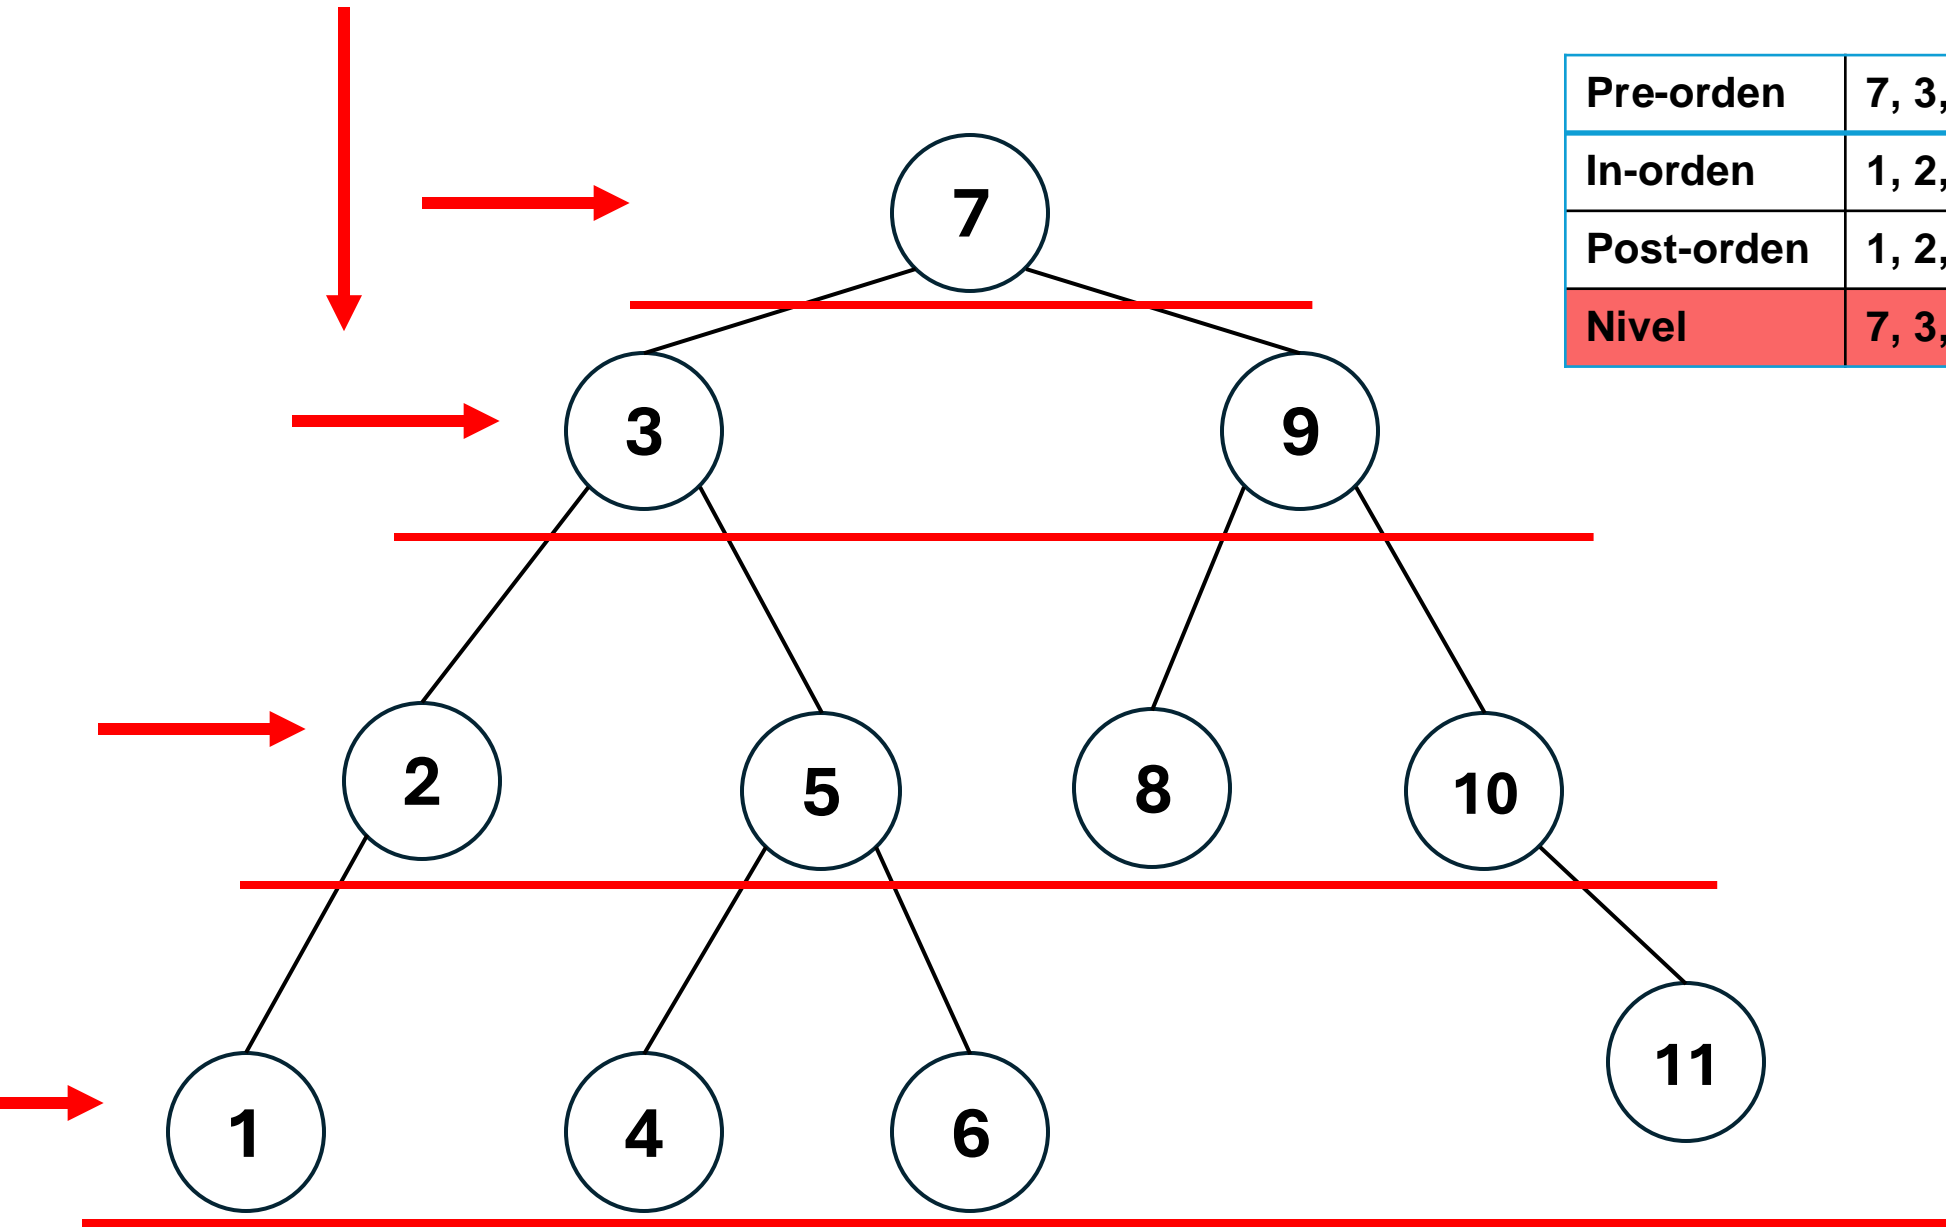 Pre-orden 7, 3,
In-orden 1, 2,
Post-orden 1, 2,
Nivel 7, 3,
7
3 9
2 5 8 10
1 4 6 11